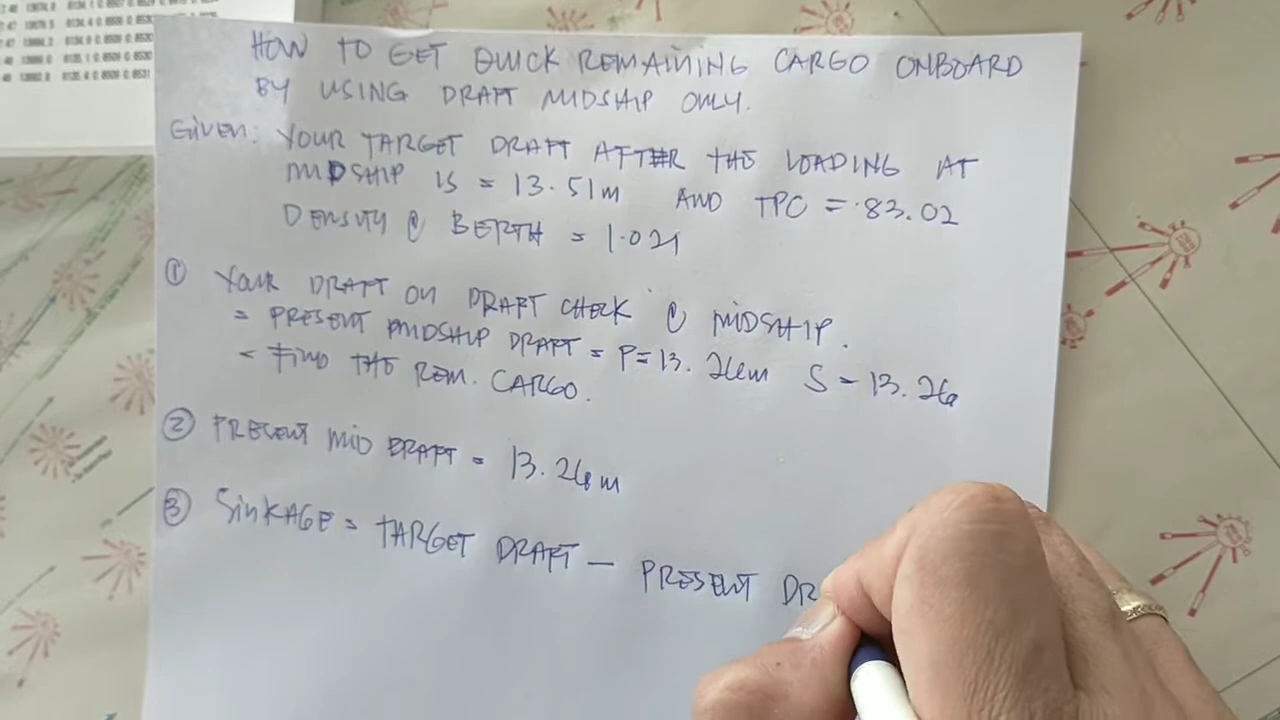 HOW TO GET QUICK REMAINING CARGO ONBOARD
BY USING DRAFT MIDSHIP ONLY.
GIVEN: YOUR TARGET DRAFT AFTER THE LOADING AT
MIDSHIP IS = 13.51m AND TPC = 83.02
DENSITY @ BERTH = 1.021
① YOUR DRAFT ON DRAFT CHECK @ MIDSHIP.
= PRESENT MIDSHIP DRAFT = P = 13.26m S = 13.26
= FIND THE REM. CARGO.
② PRESENT MID DRAFT = 13.26m
③ SINKAGE = TARGET DRAFT - PRESENT DR